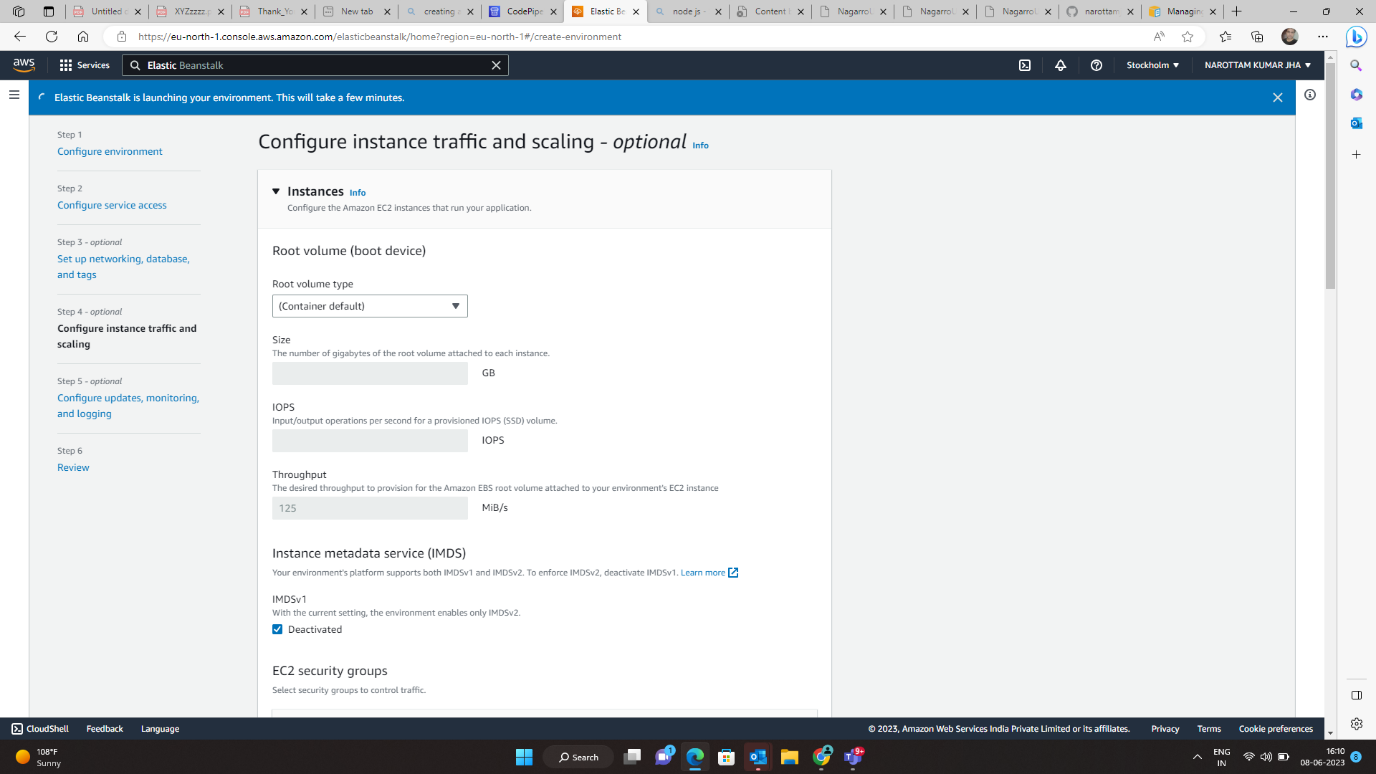 Untitled d
XYZzzzz.p
Thank_Yo
New tab
creating a
CodePipe
Elastic Be
node js -
Content b
Nagarro\
Nagarro\
Nagarro\
narottam
Managin
https://eu-north-1.console.aws.amazon.com/elasticbeanstalk/home?region=eu-north-1#/create-environment
aws
Services
Elastic Beanstalk
Stockholm ▼
NAROTTAM KUMAR JHA ▼
Elastic Beanstalk is launching your environment. This will take a few minutes.
Step 1
Configure environment
Step 2
Configure service access
Step 3 - optional
Set up networking, database,
and tags
Step 4 - optional
Configure instance traffic and
scaling
Step 5 - optional
Configure updates, monitoring,
and logging
Step 6
Review
Configure instance traffic and scaling - optional Info
Instances Info
Configure the Amazon EC2 instances that run your application.
Root volume (boot device)
Root volume type
(Container default)
Size
The number of gigabytes of the root volume attached to each instance.
GB
IOPS
Input/output operations per second for a provisioned IOPS (SSD) volume.
IOPS
Throughput
The desired throughput to provision for the Amazon EBS root volume attached to your environment's EC2 instance
125 MiB/s
Instance metadata service (IMDS)
Your environment's platform supports both IMDSv1 and IMDSv2. To enforce IMDSv2, deactivate IMDSv1. Learn more
IMDSv1
With the current setting, the environment enables only IMDSv2.
Deactivated
EC2 security groups
Select security groups to control traffic.
CloudShell
Feedback
Language
© 2023, Amazon Web Services India Private Limited or its affiliates.
Privacy
Terms
Cookie preferences
108°F
Sunny
Search
1
9+
ENG
IN
16:10
08-06-2023
8